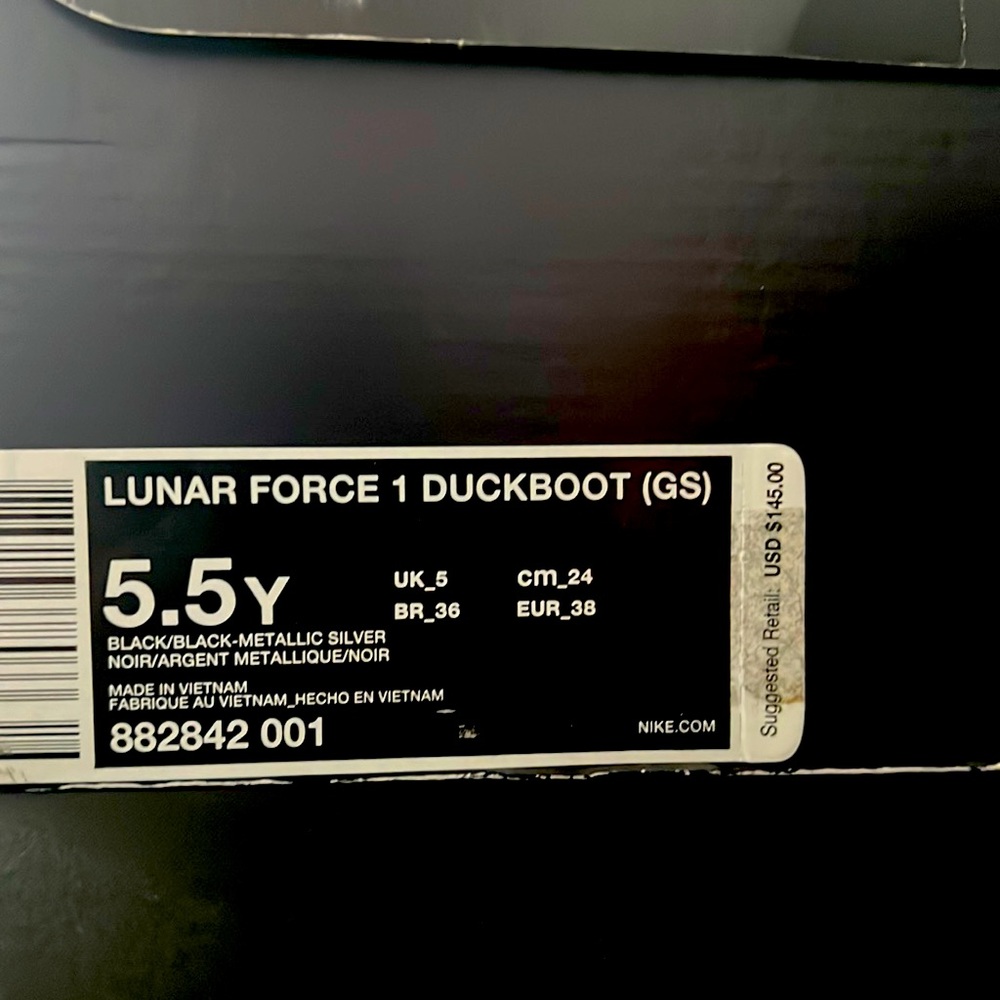 LUNAR FORCE 1 DUCKBOOT (GS)
5.5Y
UK_5 cm_24
BR_36 EUR_38
BLACK/BLACK-METALLIC SILVER
NOIR/ARGENT METALLIQUE/NOIR
MADE IN VIETNAM
FABRIQUE AU VIETNAM_HECHO EN VIETNAM
882842 001
NIKE.COM
Suggested Retail: USD $145.00